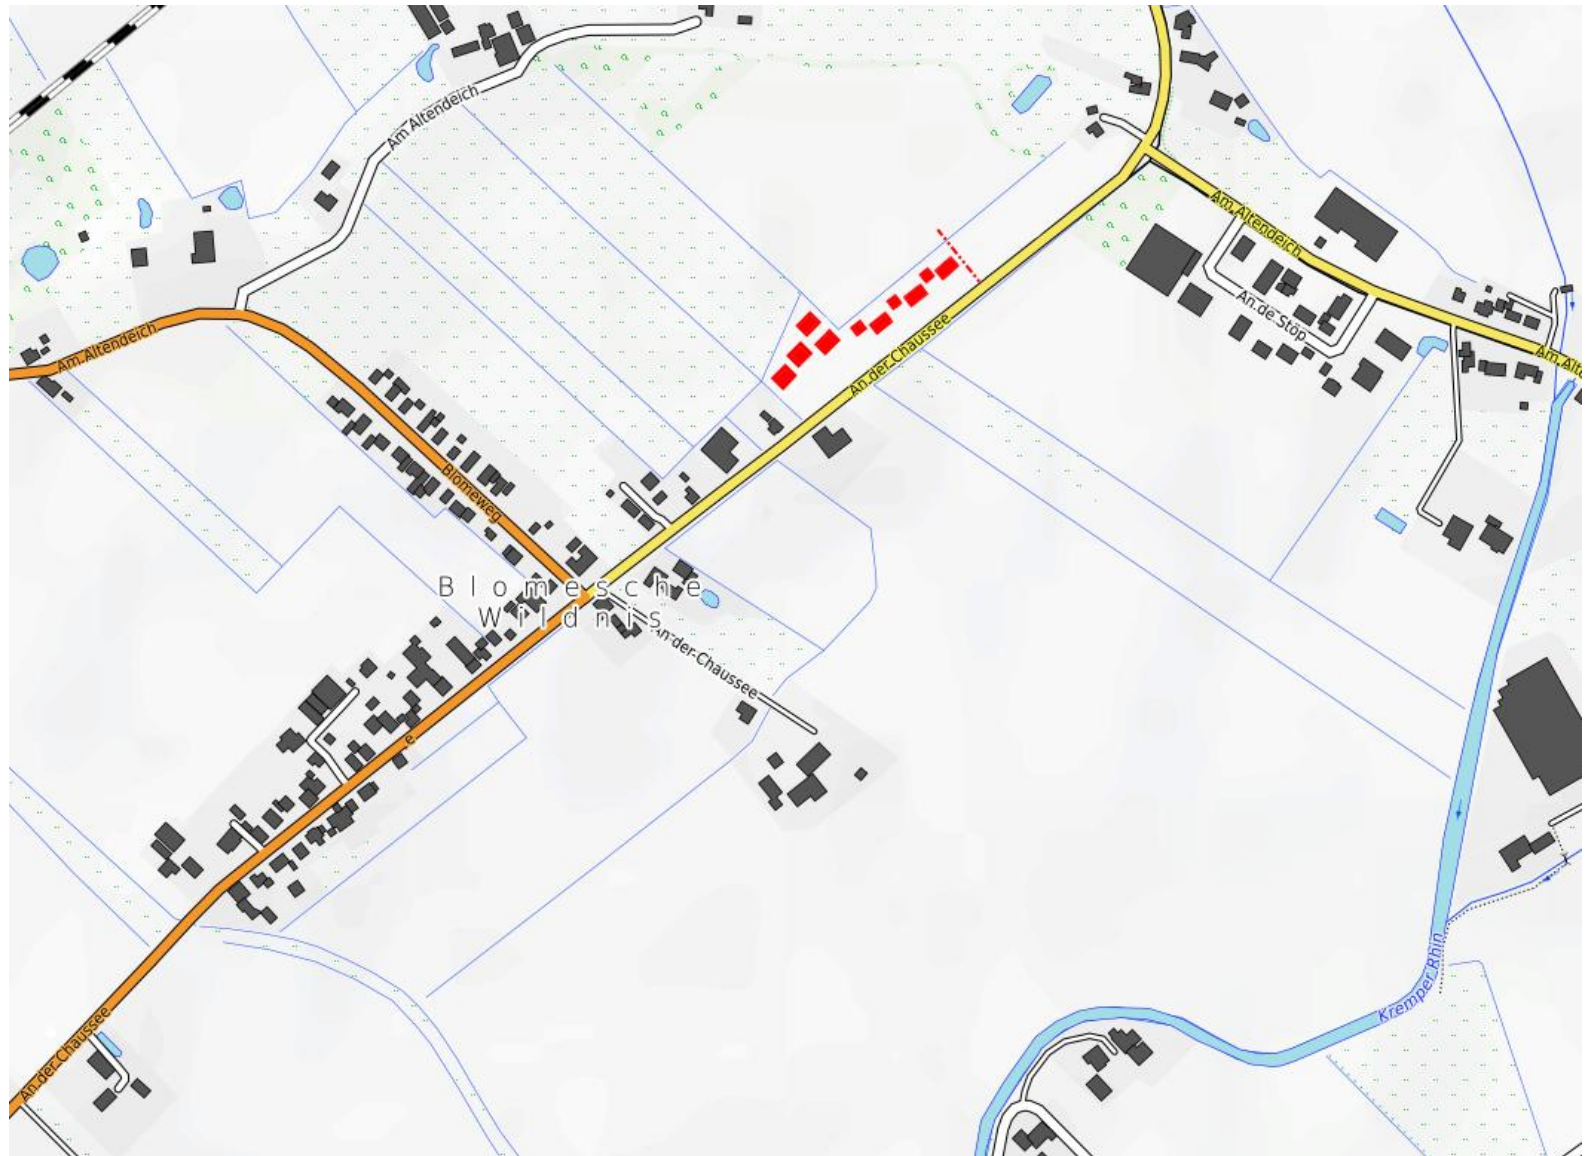 Am Altendeich
Am Altendeich
An de Stöp
Am Altendeich
An der Chaussee
Am Alte
Blomeweg
Blomesche
Wildnis
An der Chaussee
e
Kremper Rhin
An der Chaussee